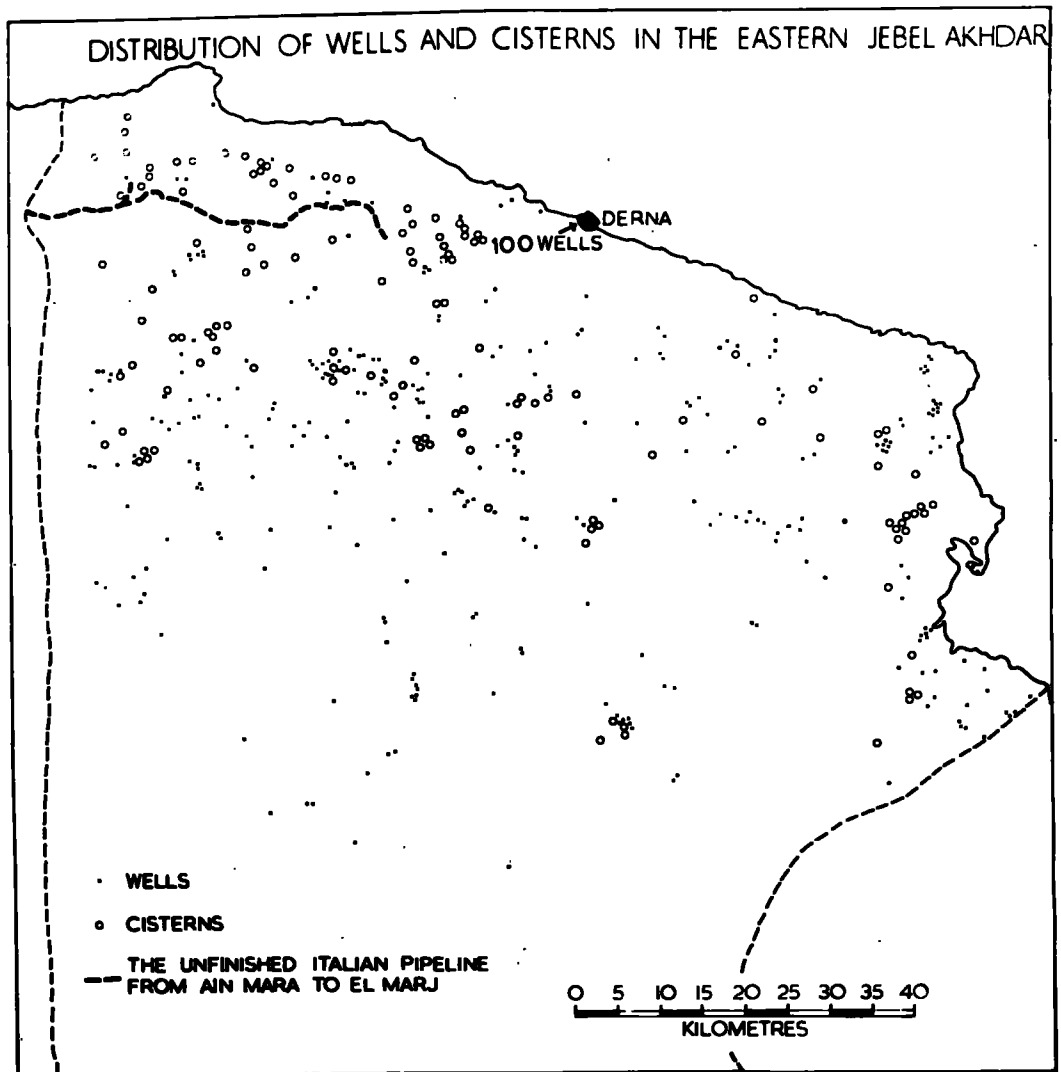 DISTRIBUTION OF WELLS AND CISTERNS IN THE EASTERN JEBEL AKHDAR
DERNA
100 WELLS
WELLS
CISTERNS
THE UNFINISHED ITALIAN PIPELINE
FROM AIN MARA TO EL MARJ
0 5 10 15 20 25 30 35 40
KILOMETRES